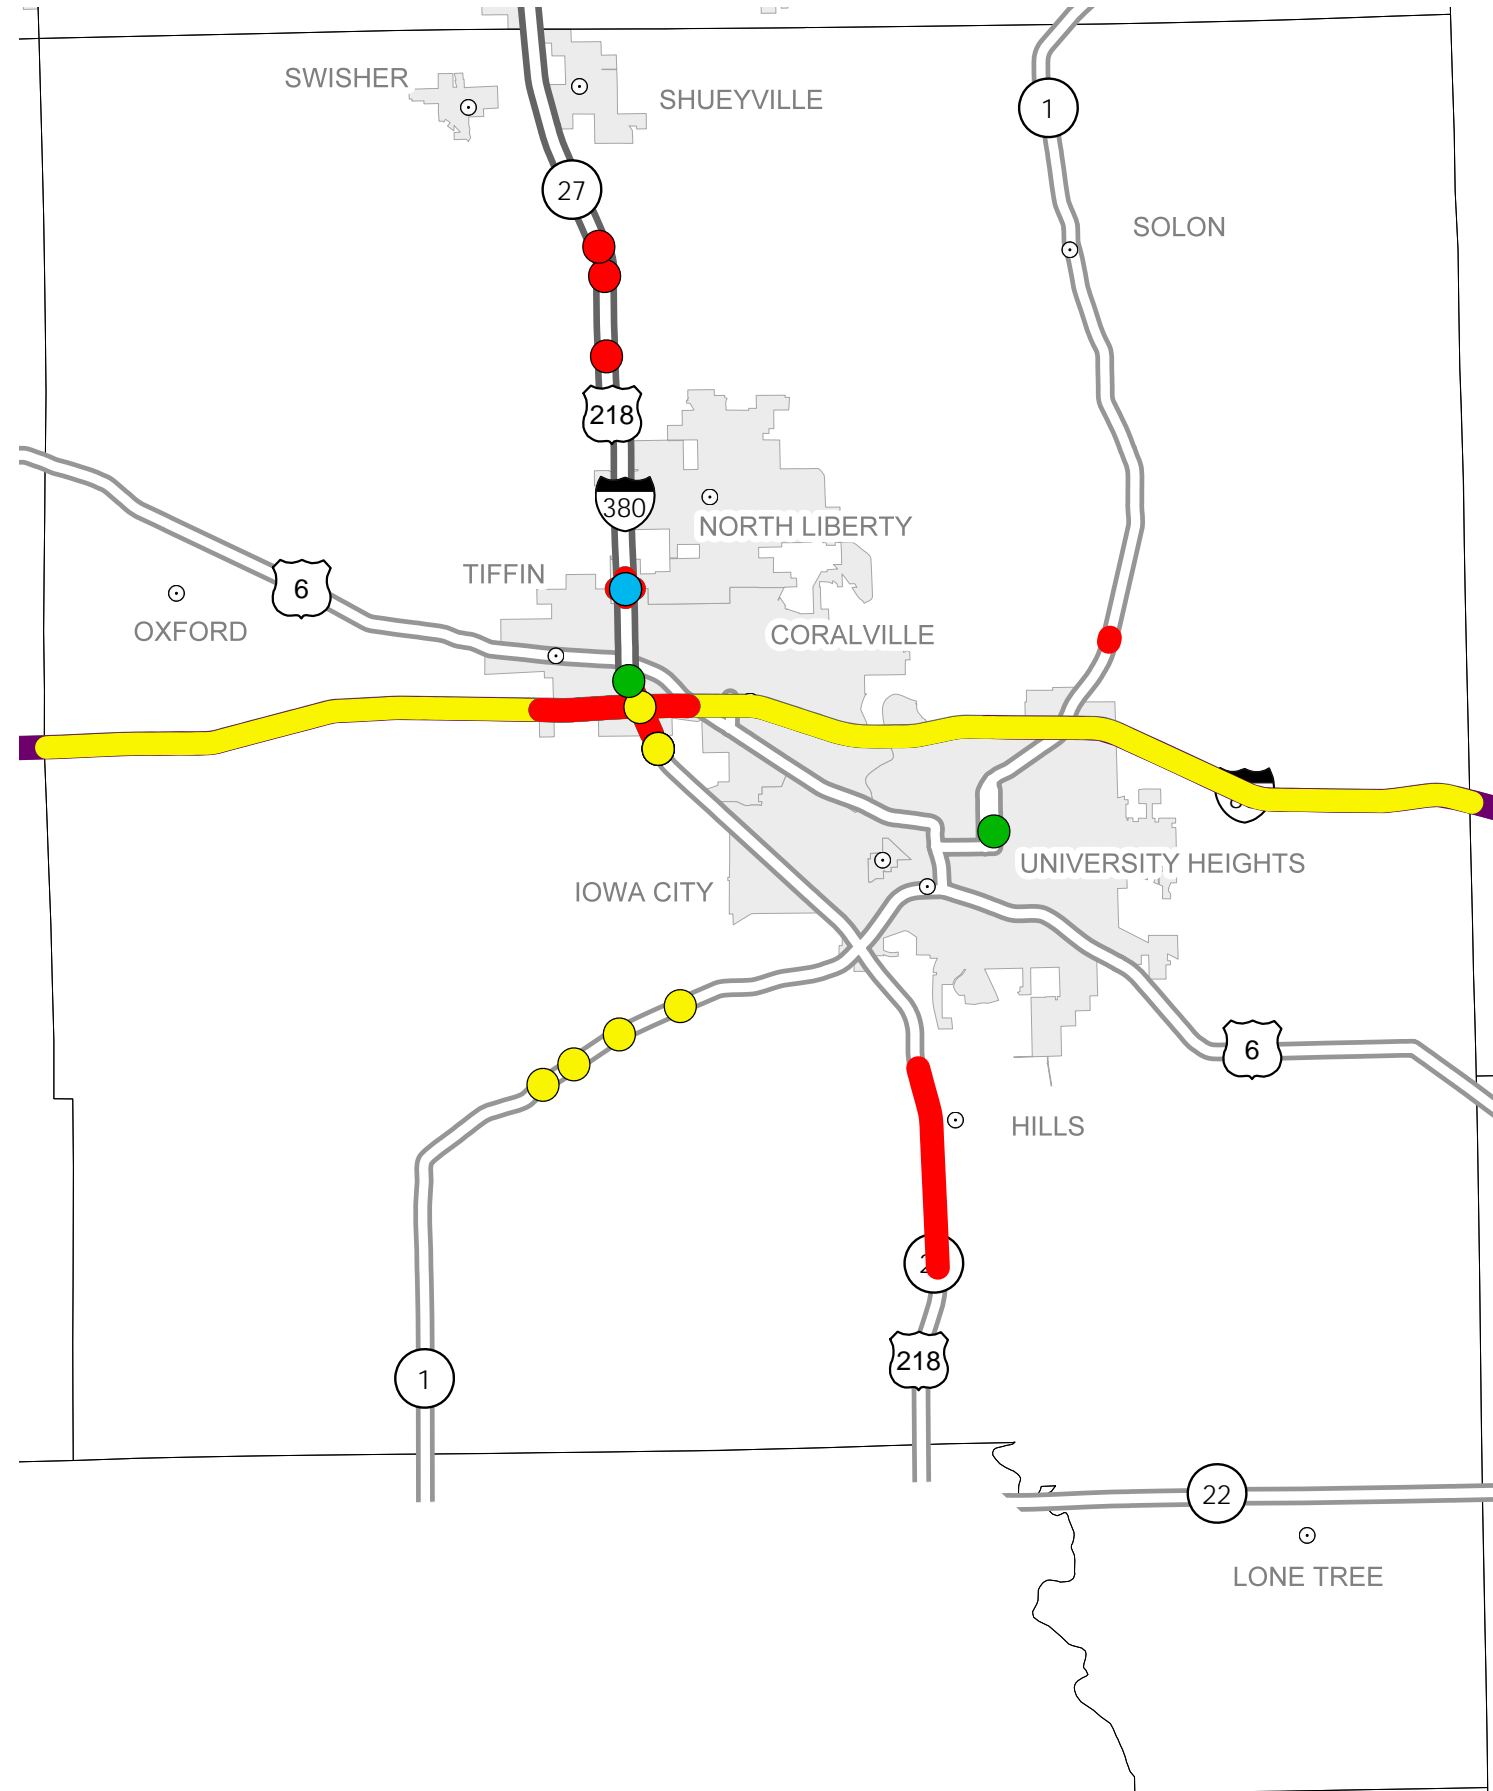 SWISHER
SHUEYVILLE
1
27
SOLON
218
380
NORTH LIBERTY
TIFFIN
6
OXFORD
CORALVILLE
UNIVERSITY HEIGHTS
IOWA CITY
6
HILLS
218
1
22
LONE TREE